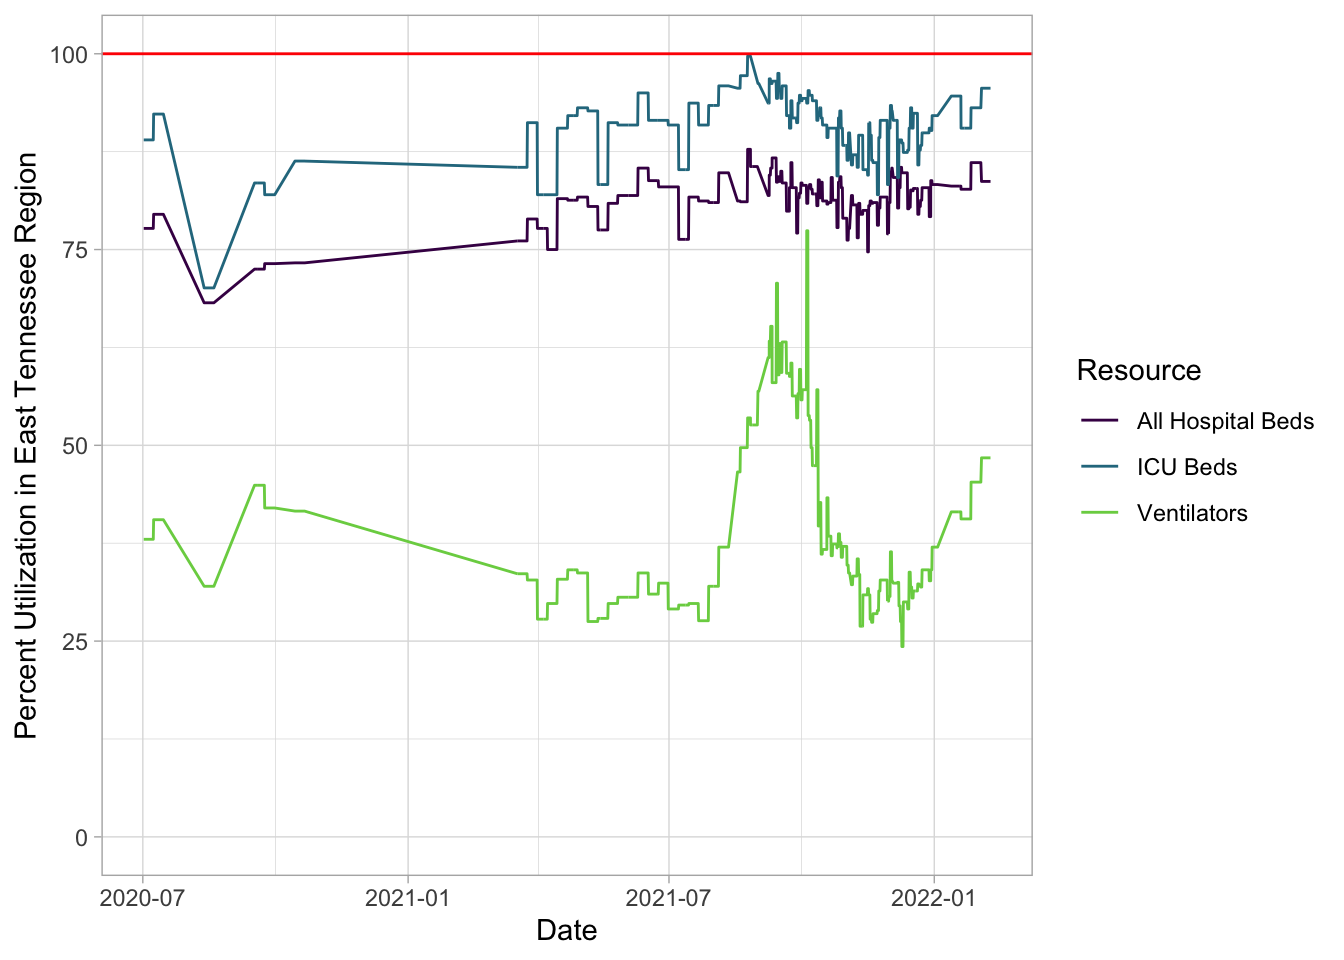 100
75
50
25
0
Percent Utilization in East Tennessee Region
2020-07
2021-01
2021-07
2022-01
Date
Resource
All Hospital Beds
ICU Beds
Ventilators